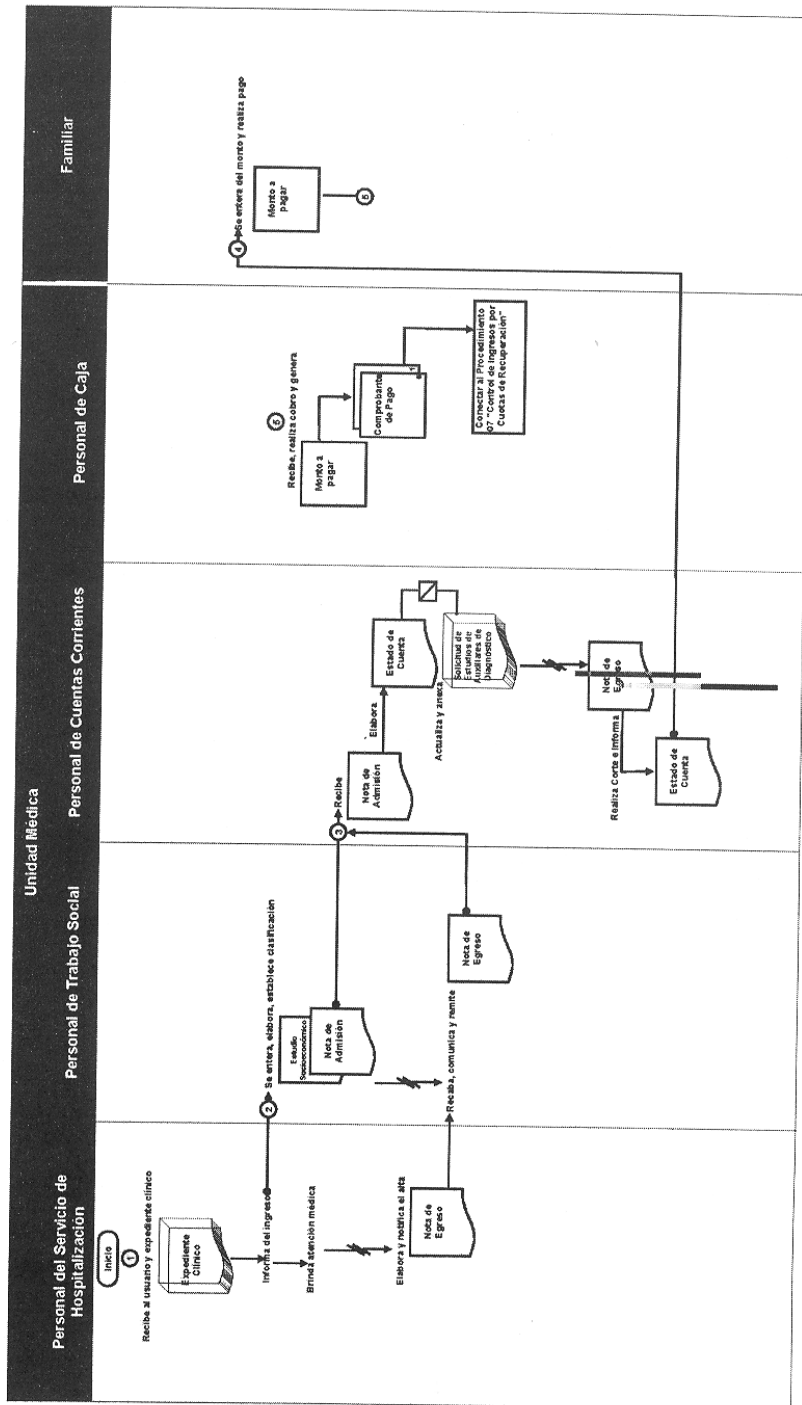 Unidad Médica
Personal del Servicio de
Hospitalización
Personal de Trabajo Social
Personal de Cuentas Corrientes
Personal de Caja
Familiar
Inicio
1
Recibe al usuario y expediente clínico
Expediente
Clínico
Informa del ingreso
Brinda atención médica
Elabora y notifica el alta
Nota de
Egreso
2
Se entera, elabora, establece clasificación
Estudio
Socioeconómico
Nota de
Admisión
Recaba, comunica y remite
Nota de
Egreso
3
Recibe
Nota de
Admisión
Elabora
Estado de
Cuenta
Actualiza y anexa
Solicitud de
Estudios de
Auxiliares de
Diagnóstico
Nota de
Egreso
Realiza Corte e informa
Estado de
Cuenta
5
Recibe, realiza cobro y genera
Monto a
pagar
Comprobante
de Pago
1
Conectar al Procedimiento
07 "Control de Ingresos por
Cuotas de Recuperación"
4
Se entera del monto y realiza pago
Monto a
pagar
5